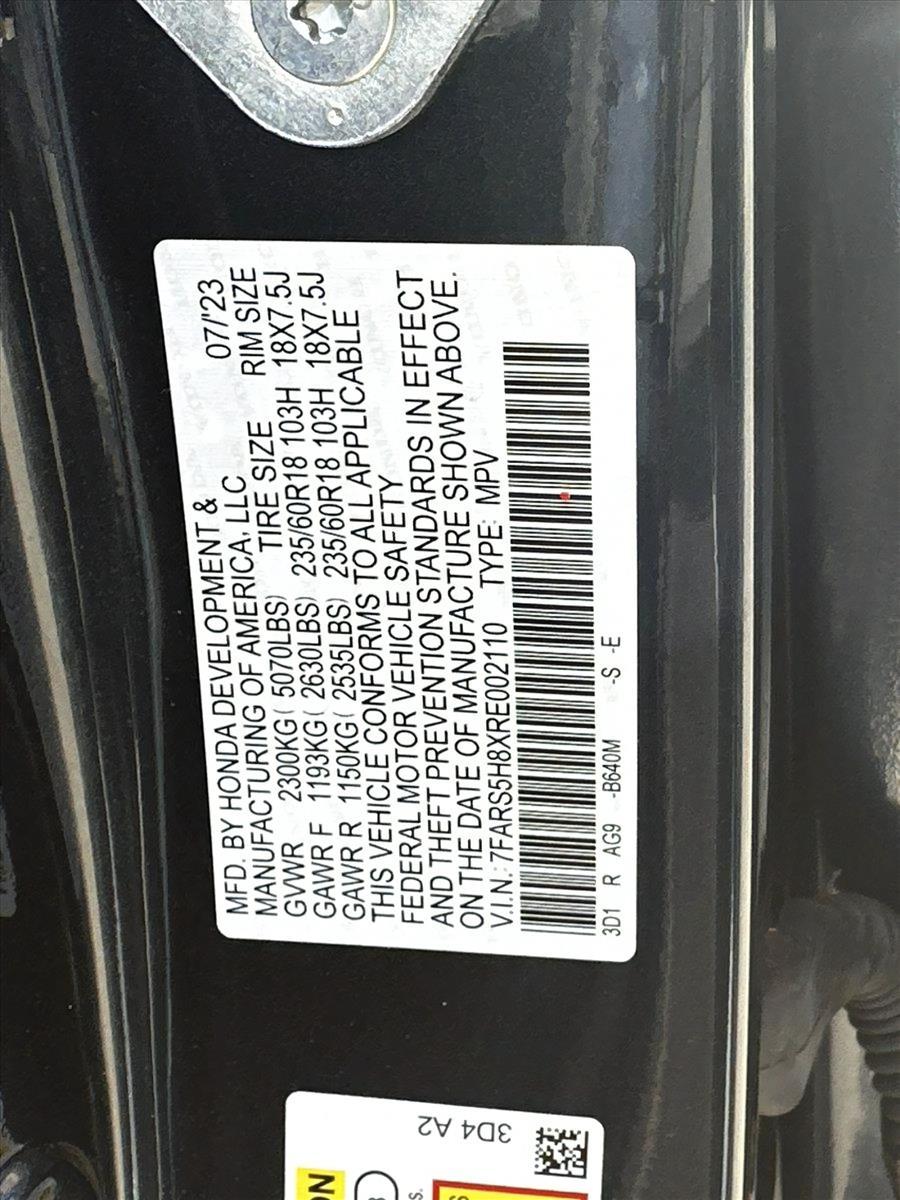 MFD. BY HONDA DEVELOPMENT & 07/'23
MANUFACTURING OF AMERICA, LLC RIM SIZE
GVWR 2300KG ( 5070LBS) TIRE SIZE
GAWR F 1193KG ( 2630LBS) 235/60R18 103H 18X7.5J
GAWR R 1150KG ( 2535LBS) 235/60R18 103H 18X7.5J
THIS VEHICLE CONFORMS TO ALL APPLICABLE
FEDERAL MOTOR VEHICLE SAFETY
AND THEFT PREVENTION STANDARDS IN EFFECT
ON THE DATE OF MANUFACTURE SHOWN ABOVE.
V.I.N.: 7FARS5H8XRE002110 TYPE: MPV
3D1 R AG9 -B640M -S -E
3D4 A2